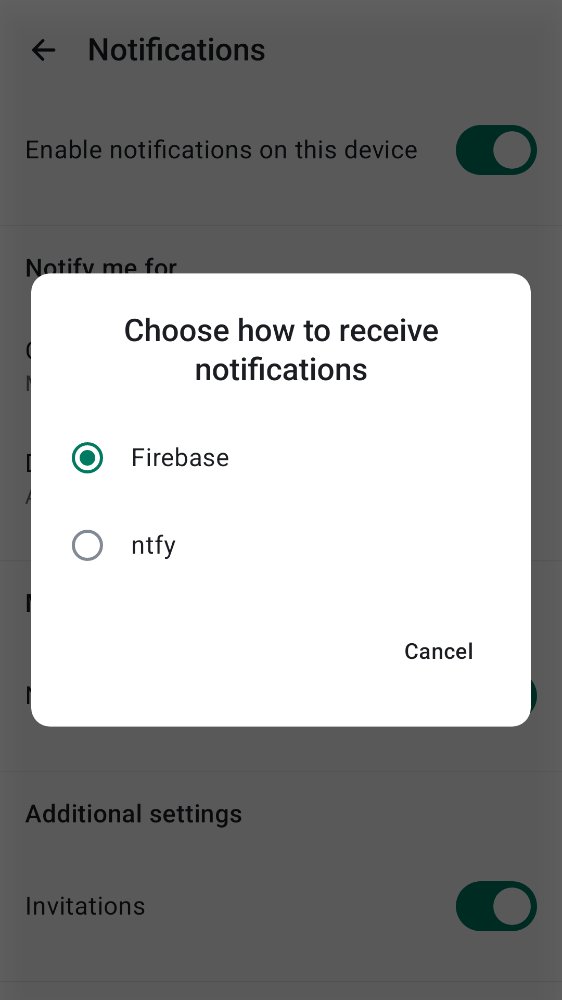 Notifications
Enable notifications on this device
Notify me for
Choose how to receive
notifications
Firebase
ntfy
Cancel
Additional settings
Invitations